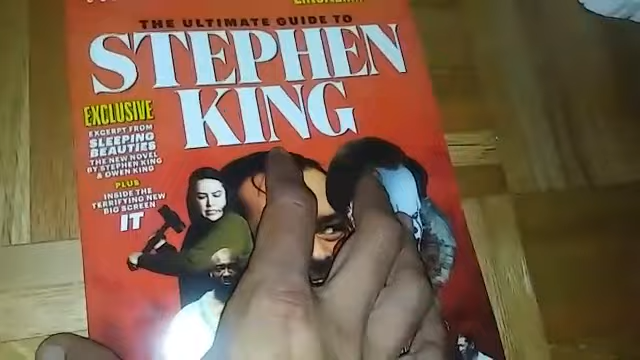 THE ULTIMATE GUIDE TO
STEPHEN
KING
EXCLUSIVE
EXCERPT FROM
SLEEPING
BEAUTIES
THE NEW NOVEL
BY STEPHEN KING
& OWEN KING
PLUS
INSIDE THE
TERRIFYING NEW
BIG SCREEN
IT